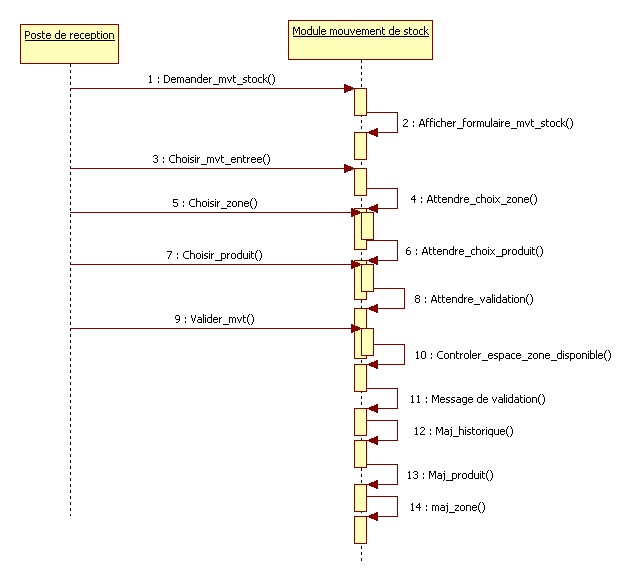 Poste de reception
Module mouvement de stock
1 : Demander_mvt_stock()
2 : Afficher_formulaire_mvt_stock()
3 : Choisir_mvt_entree()
4 : Attendre_choix_zone()
5 : Choisir_zone()
6 : Attendre_choix_produit()
7 : Choisir_produit()
8 : Attendre_validation()
9 : Valider_mvt()
10 : Controler_espace_zone_disponible()
11 : Message de validation()
12 : Maj_historique()
13 : Maj_produit()
14 : maj_zone()